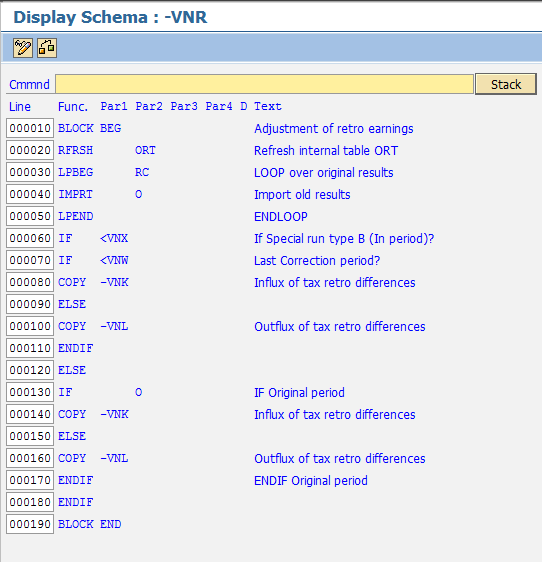 Display Schema : -VNR
Cmmnd Stack
Line Func. Par1 Par2 Par3 Par4 D Text
000010 BLOCK BEG Adjustment of retro earnings
000020 RFRSH ORT Refresh internal table ORT
000030 LPBEG RC LOOP over original results
000040 IMPRT O Import old results
000050 LPEND ENDLOOP
000060 IF <VNX If Special run type B (In period)?
000070 IF <VNW Last Correction period?
000080 COPY -VNK Influx of tax retro differences
000090 ELSE
000100 COPY -VNL Outflux of tax retro differences
000110 ENDIF
000120 ELSE
000130 IF O IF Original period
000140 COPY -VNK Influx of tax retro differences
000150 ELSE
000160 COPY -VNL Outflux of tax retro differences
000170 ENDIF ENDIF Original period
000180 ENDIF
000190 BLOCK END